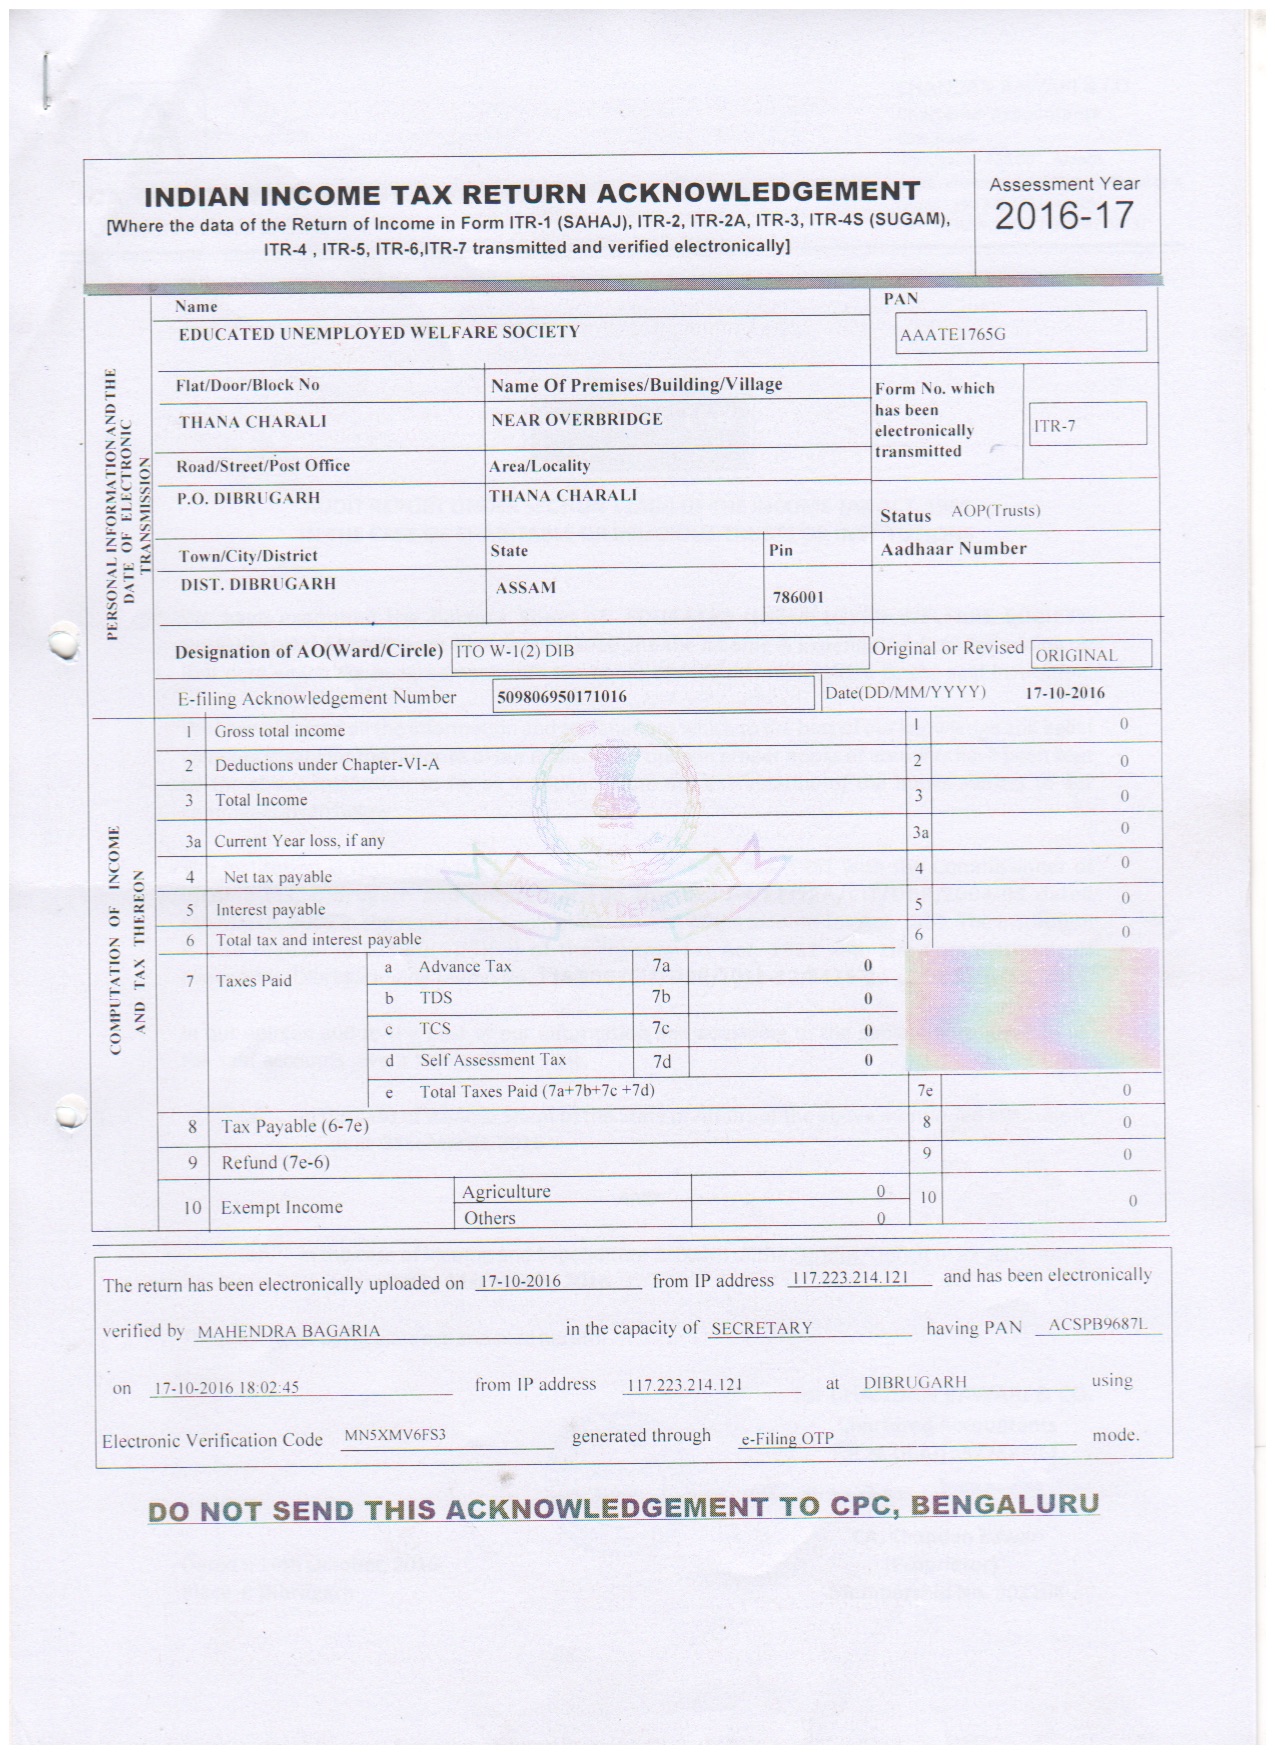 INDIAN INCOME TAX RETURN ACKNOWLEDGEMENT
[Where the data of the Return of Income in Form ITR-1 (SAHAJ), ITR-2, ITR-2A, ITR-3, ITR-4S (SUGAM),
ITR-4 , ITR-5, ITR-6,ITR-7 transmitted and verified electronically]
Assessment Year
2016-17
PERSONAL INFORMATION AND THE
DATE OF ELECTRONIC
TRANSMISSION
Name
EDUCATED UNEMPLOYED WELFARE SOCIETY
PAN
AAATE1765G
Flat/Door/Block No
Name Of Premises/Building/Village
THANA CHARALI
NEAR OVERBRIDGE
Form No. which
has been
electronically
transmitted
ITR-7
Road/Street/Post Office
Area/Locality
P.O. DIBRUGARH
THANA CHARALI
Status AOP(Trusts)
Town/City/District
State
Pin
Aadhaar Number
DIST. DIBRUGARH
ASSAM
786001
Designation of AO(Ward/Circle) ITO W-1(2) DIB
Original or Revised ORIGINAL
E-filing Acknowledgement Number 509806950171016
Date(DD/MM/YYYY) 17-10-2016
COMPUTATION OF INCOME
AND TAX THEREON
1 Gross total income 1 0
2 Deductions under Chapter-VI-A 2 0
3 Total Income 3 0
3a Current Year loss, if any 3a 0
4 Net tax payable 4 0
5 Interest payable 5 0
6 Total tax and interest payable 6 0
INCOME TAX DEPARTMENT
7 Taxes Paid
a Advance Tax 7a 0
b TDS 7b 0
c TCS 7c 0
d Self Assessment Tax 7d 0
e Total Taxes Paid (7a+7b+7c +7d) 7e 0
8 Tax Payable (6-7e) 8 0
9 Refund (7e-6) 9 0
10 Exempt Income
Agriculture 0
Others 0
10 0
The return has been electronically uploaded on 17-10-2016 from IP address 117.223.214.121 and has been electronically
verified by MAHENDRA BAGARIA in the capacity of SECRETARY having PAN ACSPB9687L
on 17-10-2016 18:02:45 from IP address 117.223.214.121 at DIBRUGARH using
Electronic Verification Code MN5XMV6FS3 generated through e-Filing OTP mode.
DO NOT SEND THIS ACKNOWLEDGEMENT TO CPC, BENGALURU